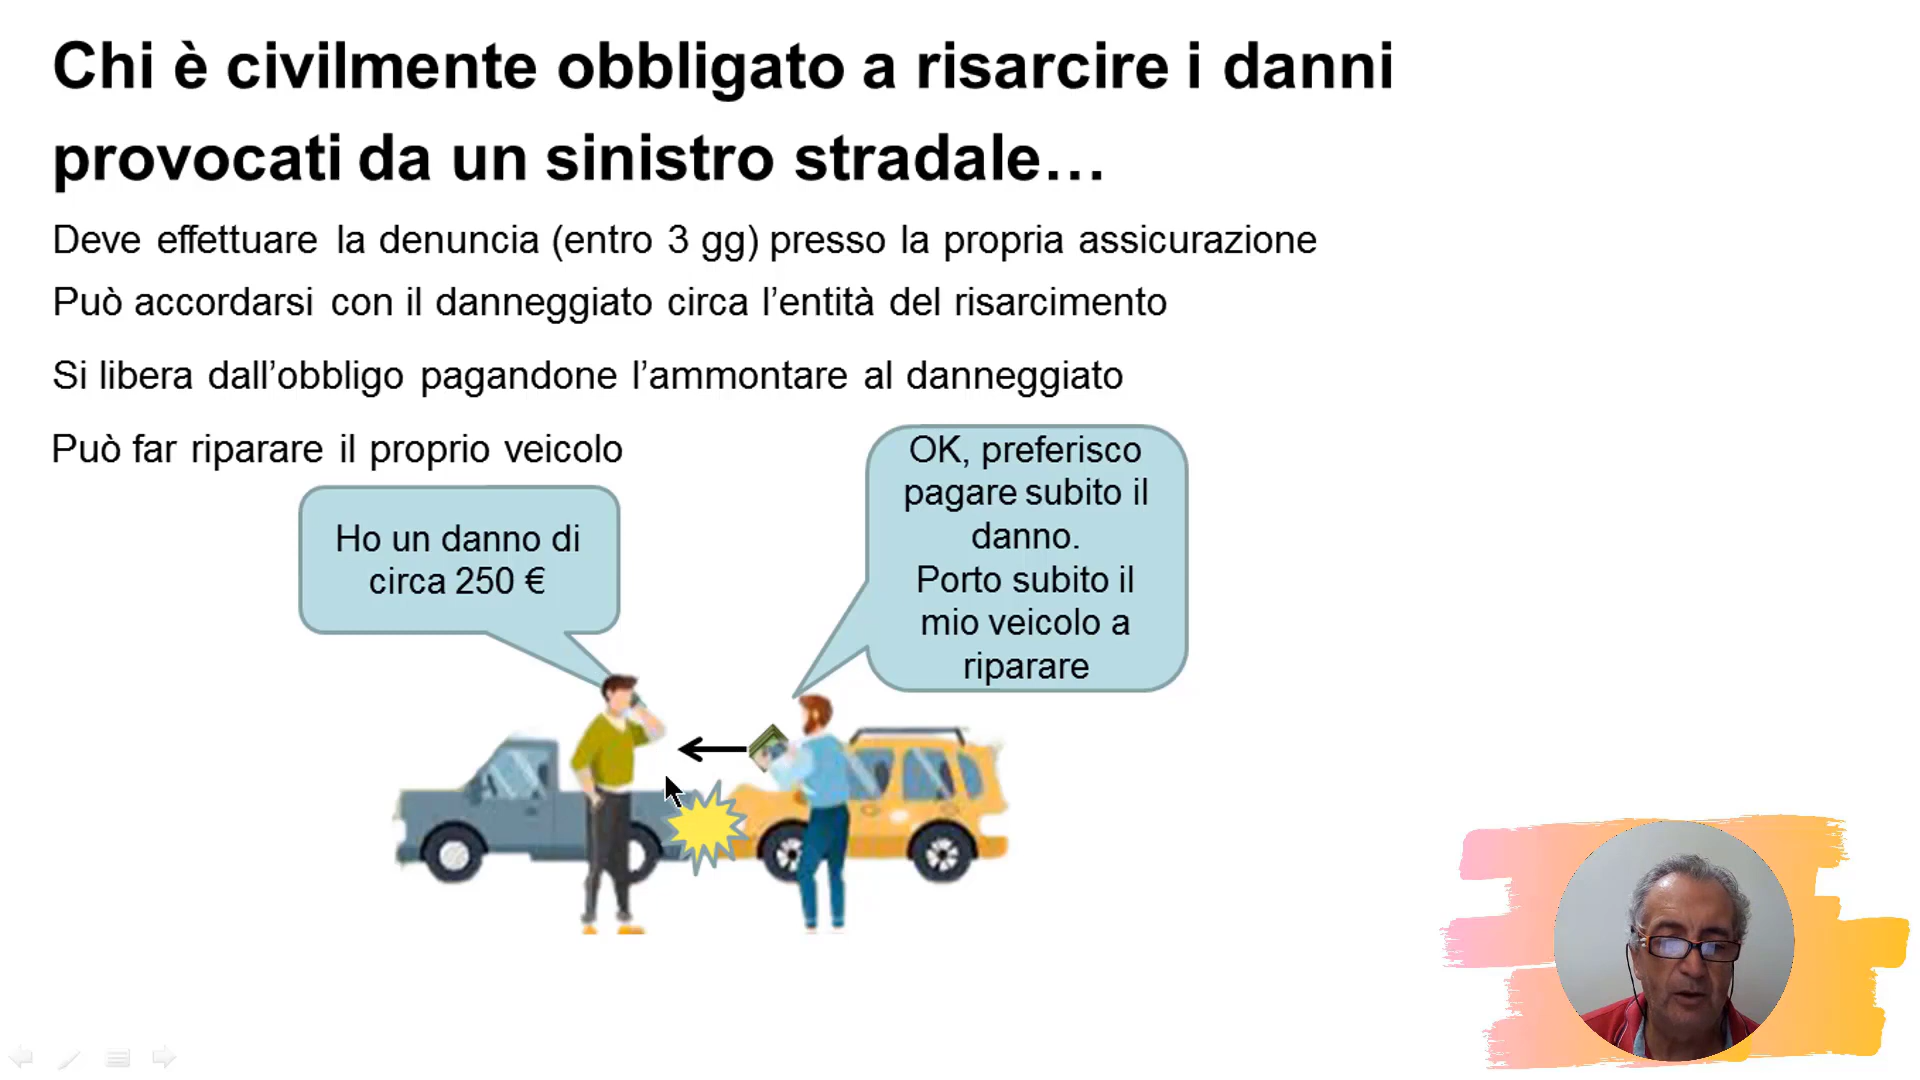 Chi è civilmente obbligato a risarcire i danni
provocati da un sinistro stradale…
Deve effettuare la denuncia (entro 3 gg) presso la propria assicurazione
Può accordarsi con il danneggiato circa l’entità del risarcimento
Si libera dall’obbligo pagandone l’ammontare al danneggiato
Può far riparare il proprio veicolo
Ho un danno di
circa 250 €
OK, preferisco
pagare subito il
danno.
Porto subito il
mio veicolo a
riparare